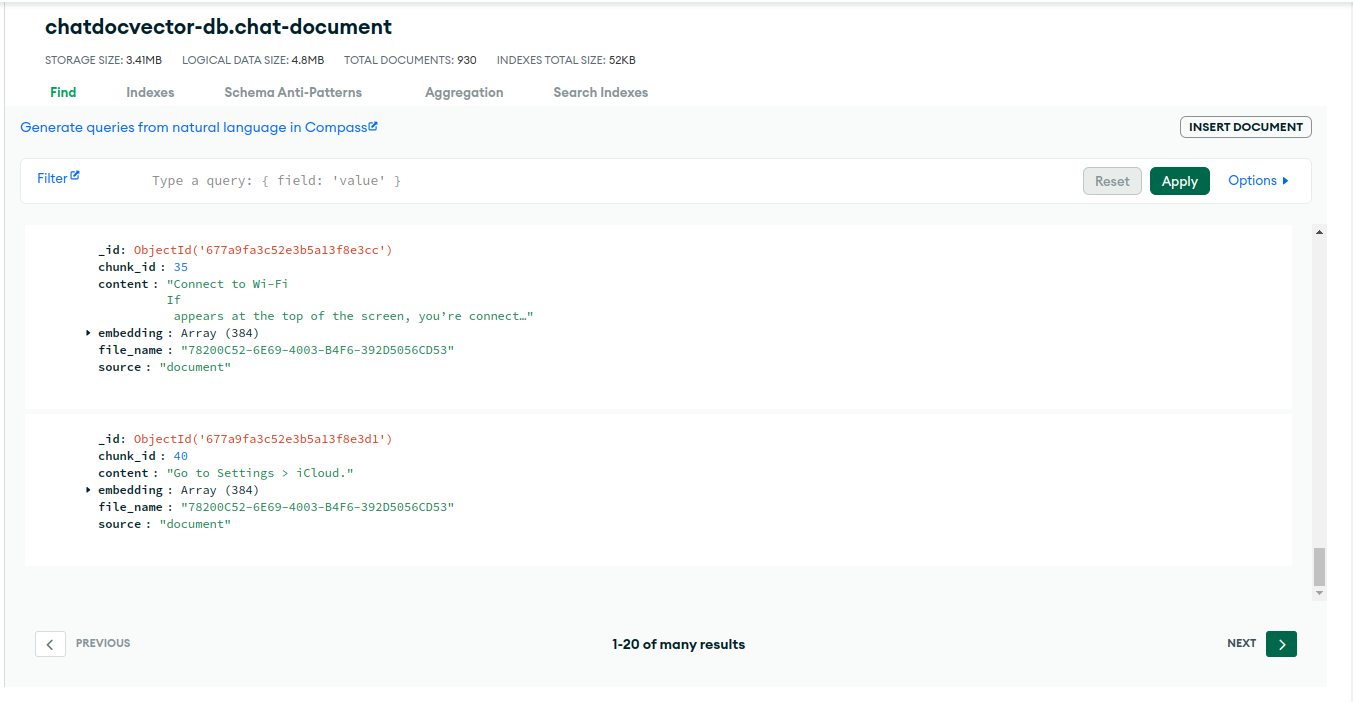 chatdocvector-db.chat-document
STORAGE SIZE: 3.41MB LOGICAL DATA SIZE: 4.8MB TOTAL DOCUMENTS: 930 INDEXES TOTAL SIZE: 52KB
Find Indexes Schema Anti-Patterns Aggregation Search Indexes
Generate queries from natural language in Compass
INSERT DOCUMENT
Filter Type a query: { field: 'value' } Reset Apply Options
_id: ObjectId('677a9fa3c52e3b5a13f8e3cc')
chunk_id : 35
content : "Connect to Wi-Fi
If
appears at the top of the screen, you’re connect…"
embedding : Array (384)
file_name : "78200C52-6E69-4003-B4F6-392D5056CD53"
source : "document"
_id: ObjectId('677a9fa3c52e3b5a13f8e3d1')
chunk_id : 40
content : "Go to Settings > iCloud."
embedding : Array (384)
file_name : "78200C52-6E69-4003-B4F6-392D5056CD53"
source : "document"
PREVIOUS 1-20 of many results NEXT